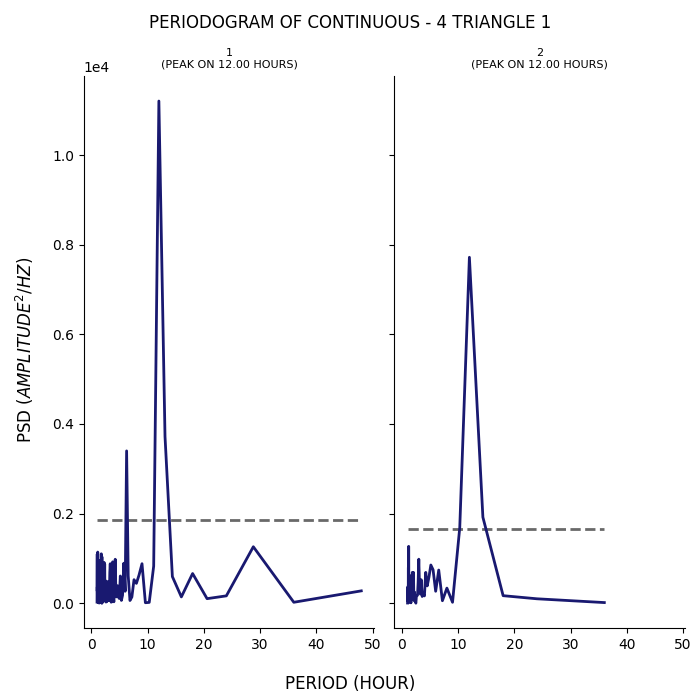 PERIODOGRAM OF CONTINUOUS - 4 TRIANGLE 1
1
(PEAK ON 12.00 HOURS)
2
(PEAK ON 12.00 HOURS)
1e4
1.0
0.8
0.6
0.4
0.2
0.0
PSD (AMPLITUDE²/HZ)
0 10 20 30 40 50
0 10 20 30 40 50
PERIOD (HOUR)